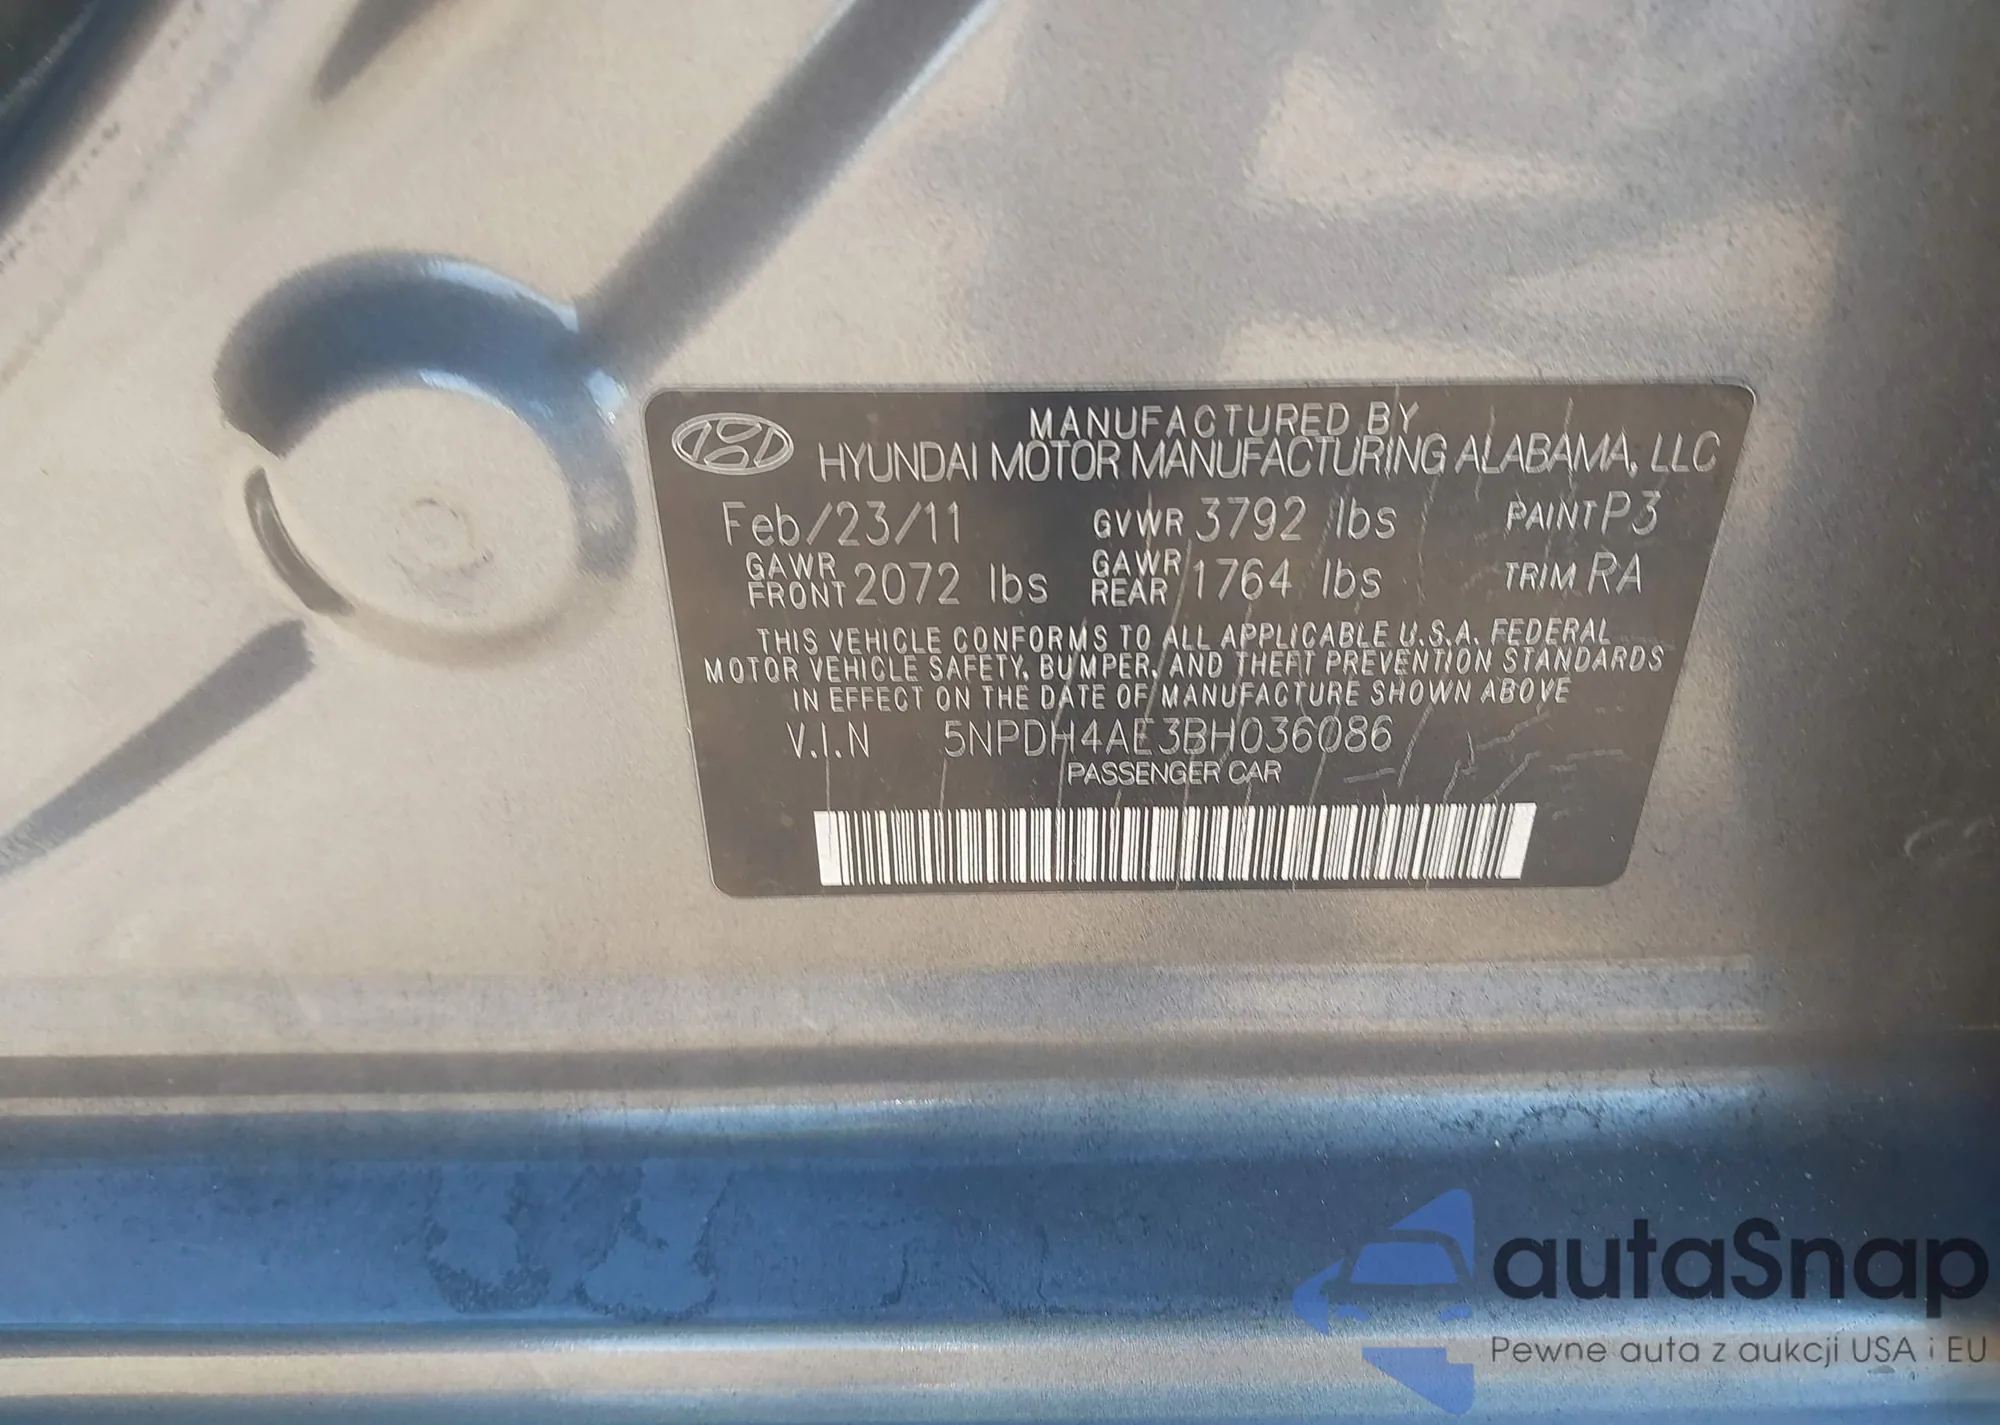 MANUFACTURED BY
HYUNDAI MOTOR MANUFACTURING ALABAMA, LLC
Feb/23/11 GVWR 3792 lbs PAINT P3
GAWR FRONT 2072 lbs GAWR REAR 1764 lbs TRIM RA
THIS VEHICLE CONFORMS TO ALL APPLICABLE U.S.A. FEDERAL
MOTOR VEHICLE SAFETY, BUMPER, AND THEFT PREVENTION STANDARDS
IN EFFECT ON THE DATE OF MANUFACTURE SHOWN ABOVE
V.I.N 5NPDH4AE3BH036086
PASSENGER CAR
autaSnap
Pewne auta z aukcji USA i EU